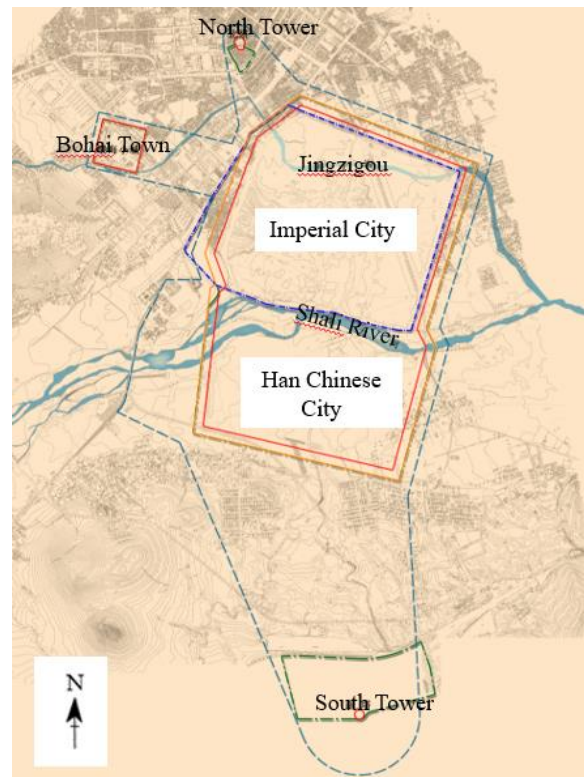 North Tower
Bohai Town
Jingzigou
Imperial City
Shali River
Han Chinese
City
N
South Tower